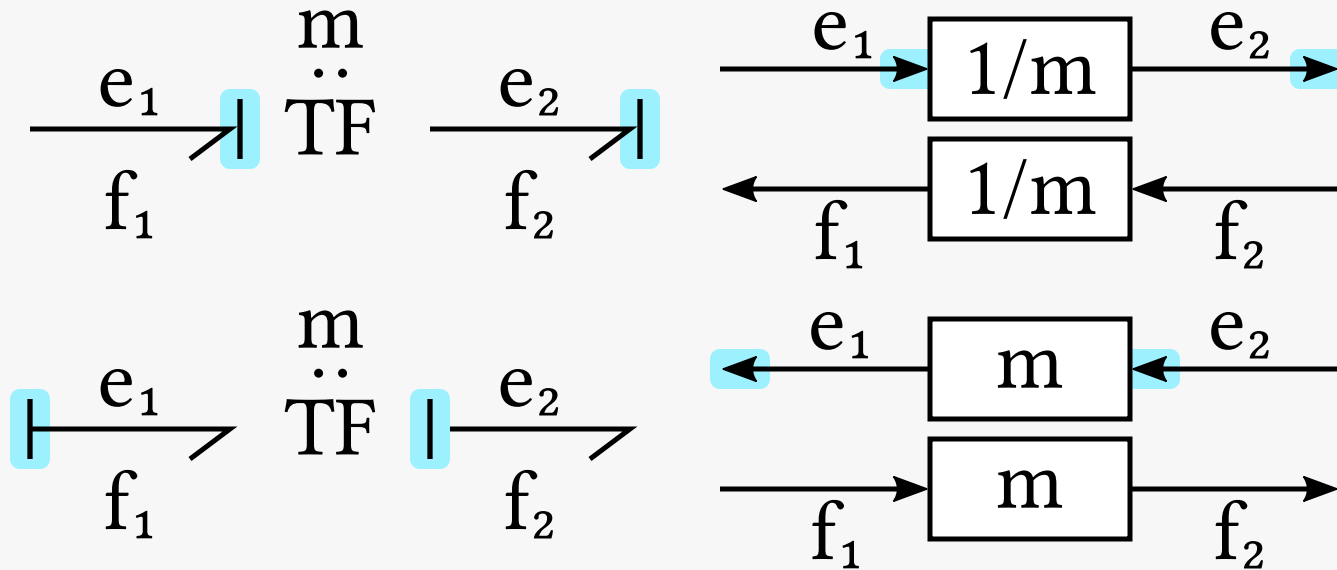 m
e₁ TF e₂
f₁ f₂
e₁ 1/m e₂
1/m
f₁ f₂
m
e₁ TF e₂
f₁ f₂
e₁ m e₂
m
f₁ f₂